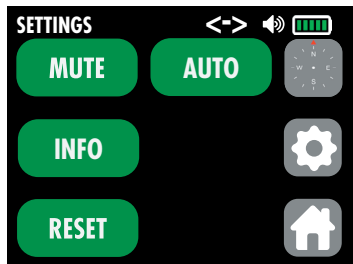 SETTINGS <->
MUTE AUTO N
W E
S
INFO
RESET